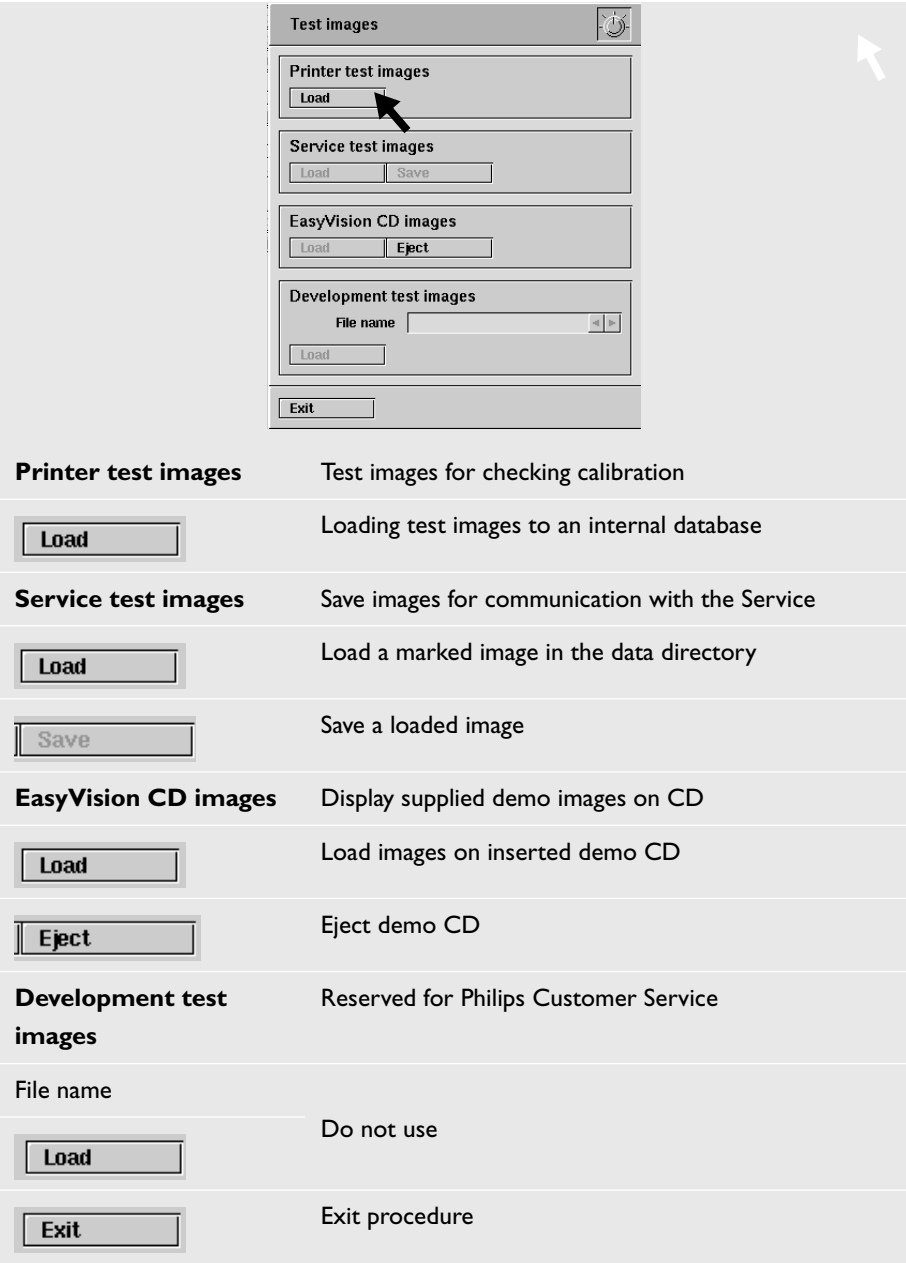 Test images
Printer test images
Load
Service test images
Load Save
EasyVision CD images
Load Eject
Development test images
File name
Load
Exit
Printer test images Test images for checking calibration
Load Loading test images to an internal database
Service test images Save images for communication with the Service
Load Load a marked image in the data directory
Save Save a loaded image
EasyVision CD images Display supplied demo images on CD
Load Load images on inserted demo CD
Eject Eject demo CD
Development test Reserved for Philips Customer Service
images
File name
Do not use
Load
Exit Exit procedure